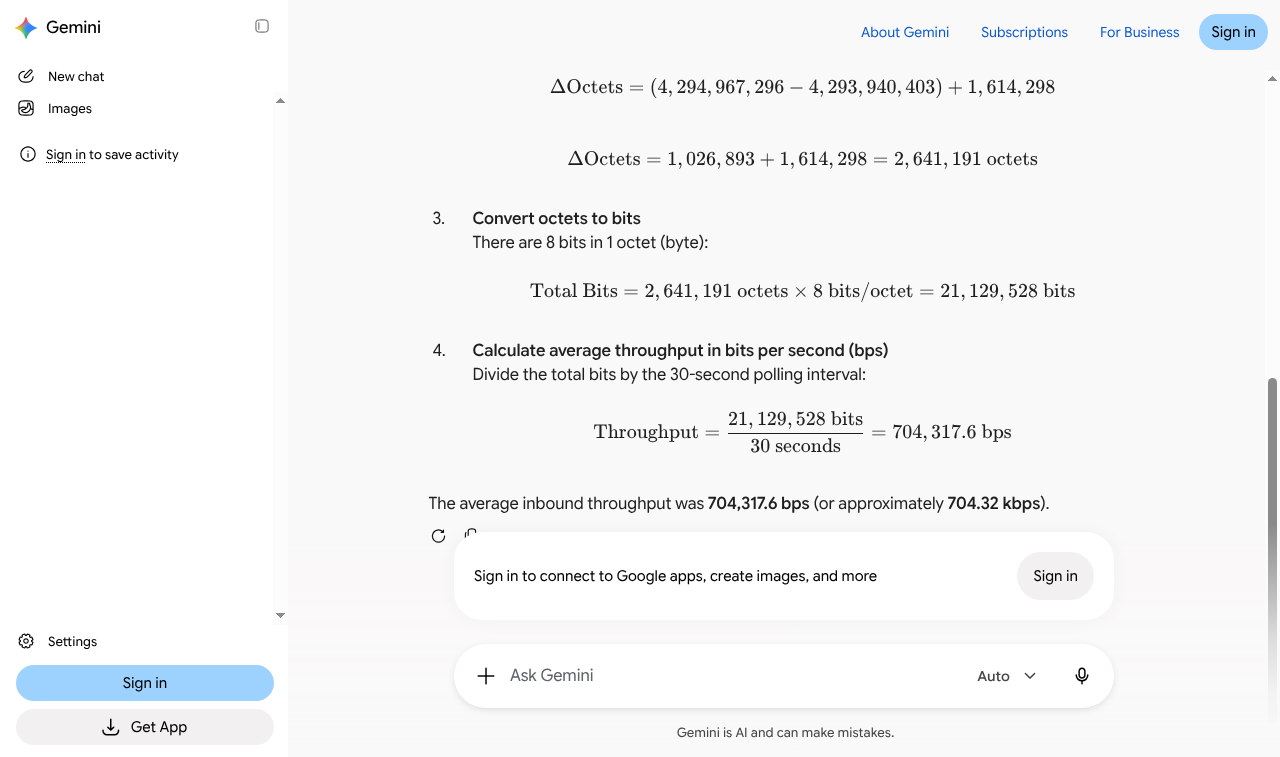 Gemini
New chat
Images
Sign in to save activity
Settings
Sign in
Get App
About Gemini
Subscriptions
For Business
Sign in
ΔOctets = (4, 294, 967, 296 − 4, 293, 940, 403) + 1, 614, 298
ΔOctets = 1, 026, 893 + 1, 614, 298 = 2, 641, 191 octets
3. Convert octets to bits
There are 8 bits in 1 octet (byte):
Total Bits = 2, 641, 191 octets × 8 bits/octet = 21, 129, 528 bits
4. Calculate average throughput in bits per second (bps)
Divide the total bits by the 30-second polling interval:
Throughput = 21, 129, 528 bits / 30 seconds = 704, 317.6 bps
The average inbound throughput was 704,317.6 bps (or approximately 704.32 kbps).
Sign in to connect to Google apps, create images, and more
Sign in
Ask Gemini
Auto
Gemini is AI and can make mistakes.